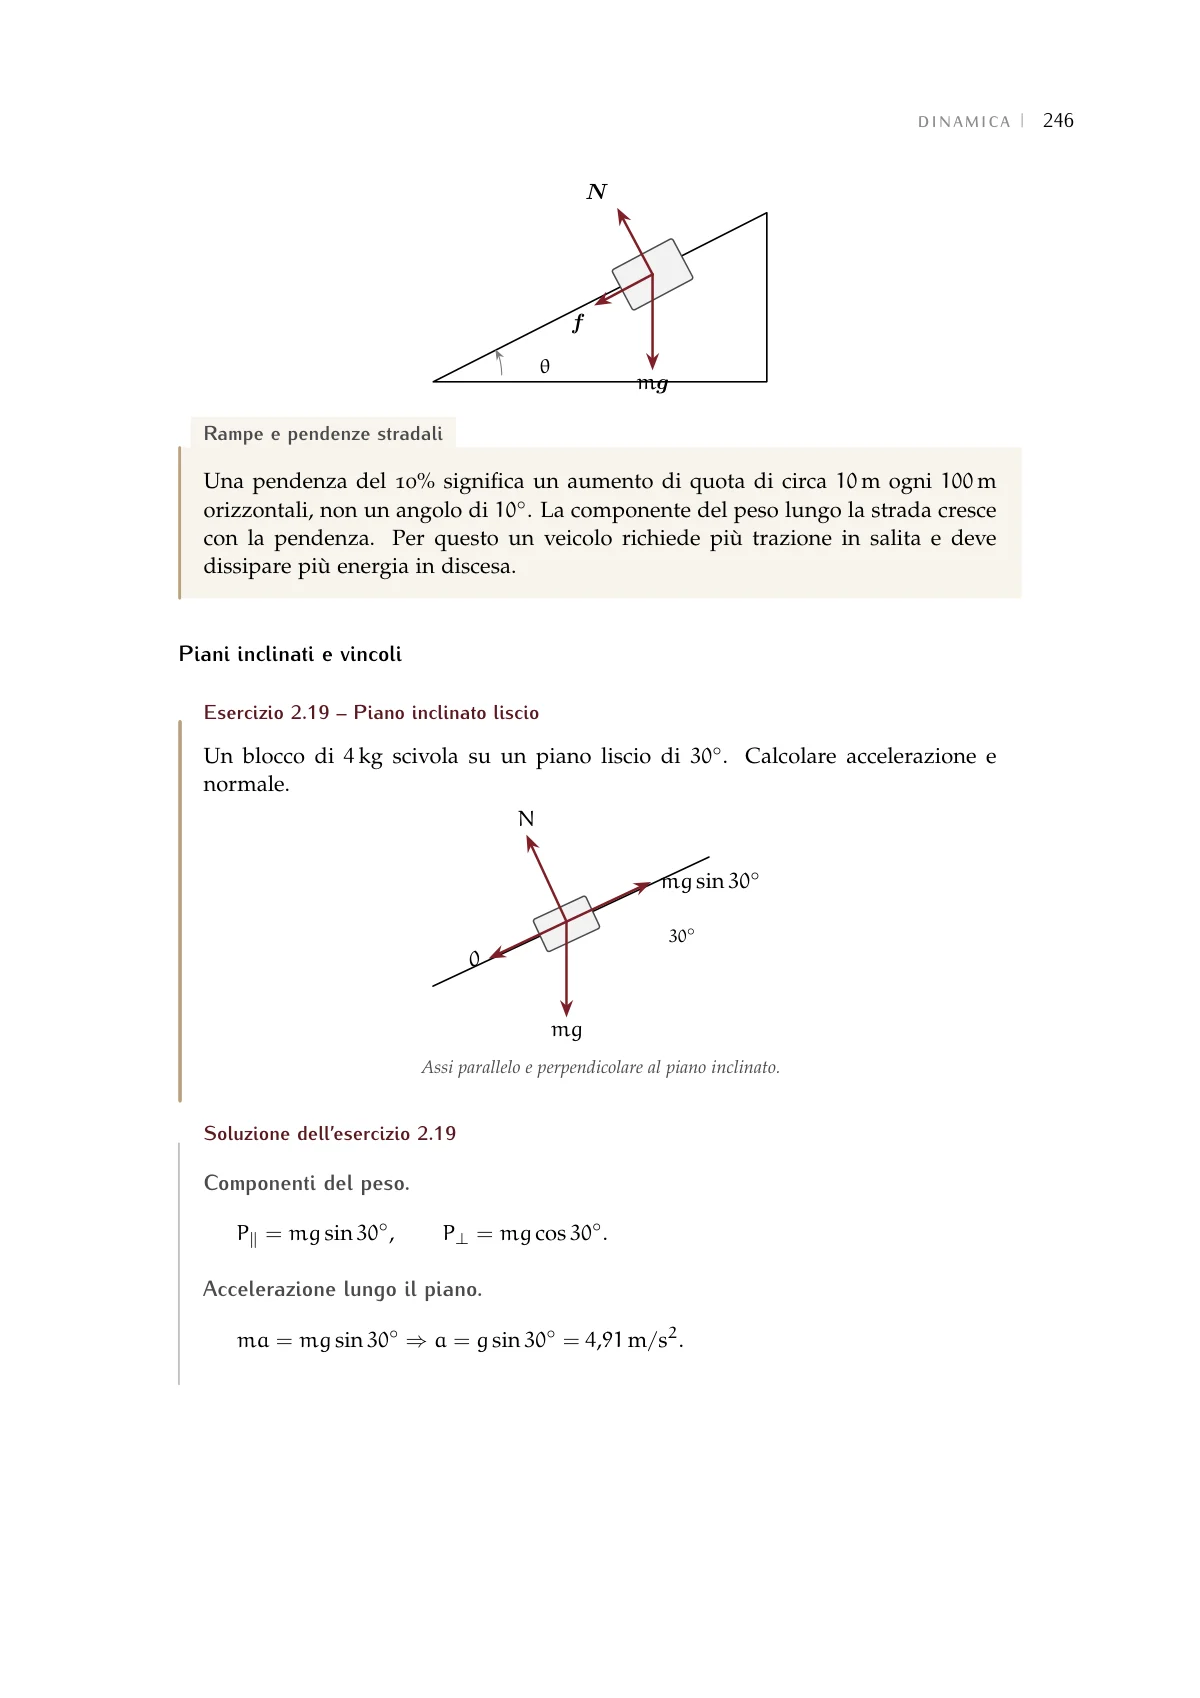 DINAMICA | 246
N
f
θ
mg
Rampe e pendenze stradali
Una pendenza del 10% significa un aumento di quota di circa 10 m ogni 100 m
orizzontali, non un angolo di 10°. La componente del peso lungo la strada cresce
con la pendenza. Per questo un veicolo richiede più trazione in salita e deve
dissipare più energia in discesa.
Piani inclinati e vincoli
Esercizio 2.19 – Piano inclinato liscio
Un blocco di 4 kg scivola su un piano liscio di 30°. Calcolare accelerazione e
normale.
N
mg sin 30°
30°
0
mg
Assi parallelo e perpendicolare al piano inclinato.
Soluzione dell'esercizio 2.19
Componenti del peso.
P∥ = mg sin 30°, P⊥ = mg cos 30°.
Accelerazione lungo il piano.
ma = mg sin 30° ⇒ a = g sin 30° = 4,91 m/s².